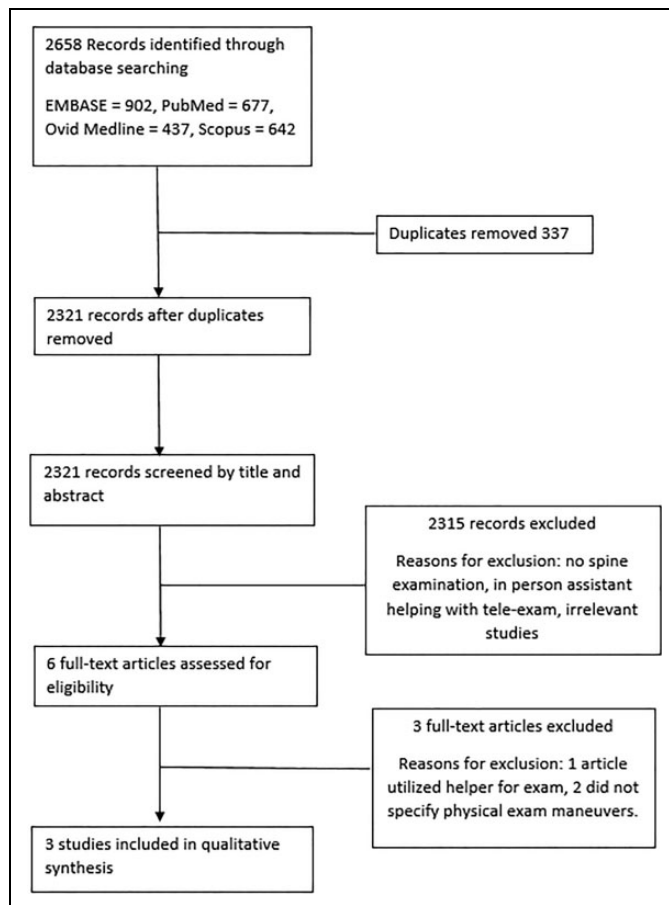 2658 Records identified through
database searching
EMBASE = 902, PubMed = 677,
Ovid Medline = 437, Scopus = 642
Duplicates removed 337
2321 records after duplicates
removed
2321 records screened by title and
abstract
2315 records excluded
Reasons for exclusion: no spine
examination, in person assistant
helping with tele-exam, irrelevant
studies
6 full-text articles assessed for
eligibility
3 full-text articles excluded
Reasons for exclusion: 1 article
utilized helper for exam, 2 did not
specify physical exam maneuvers.
3 studies included in qualitative
synthesis